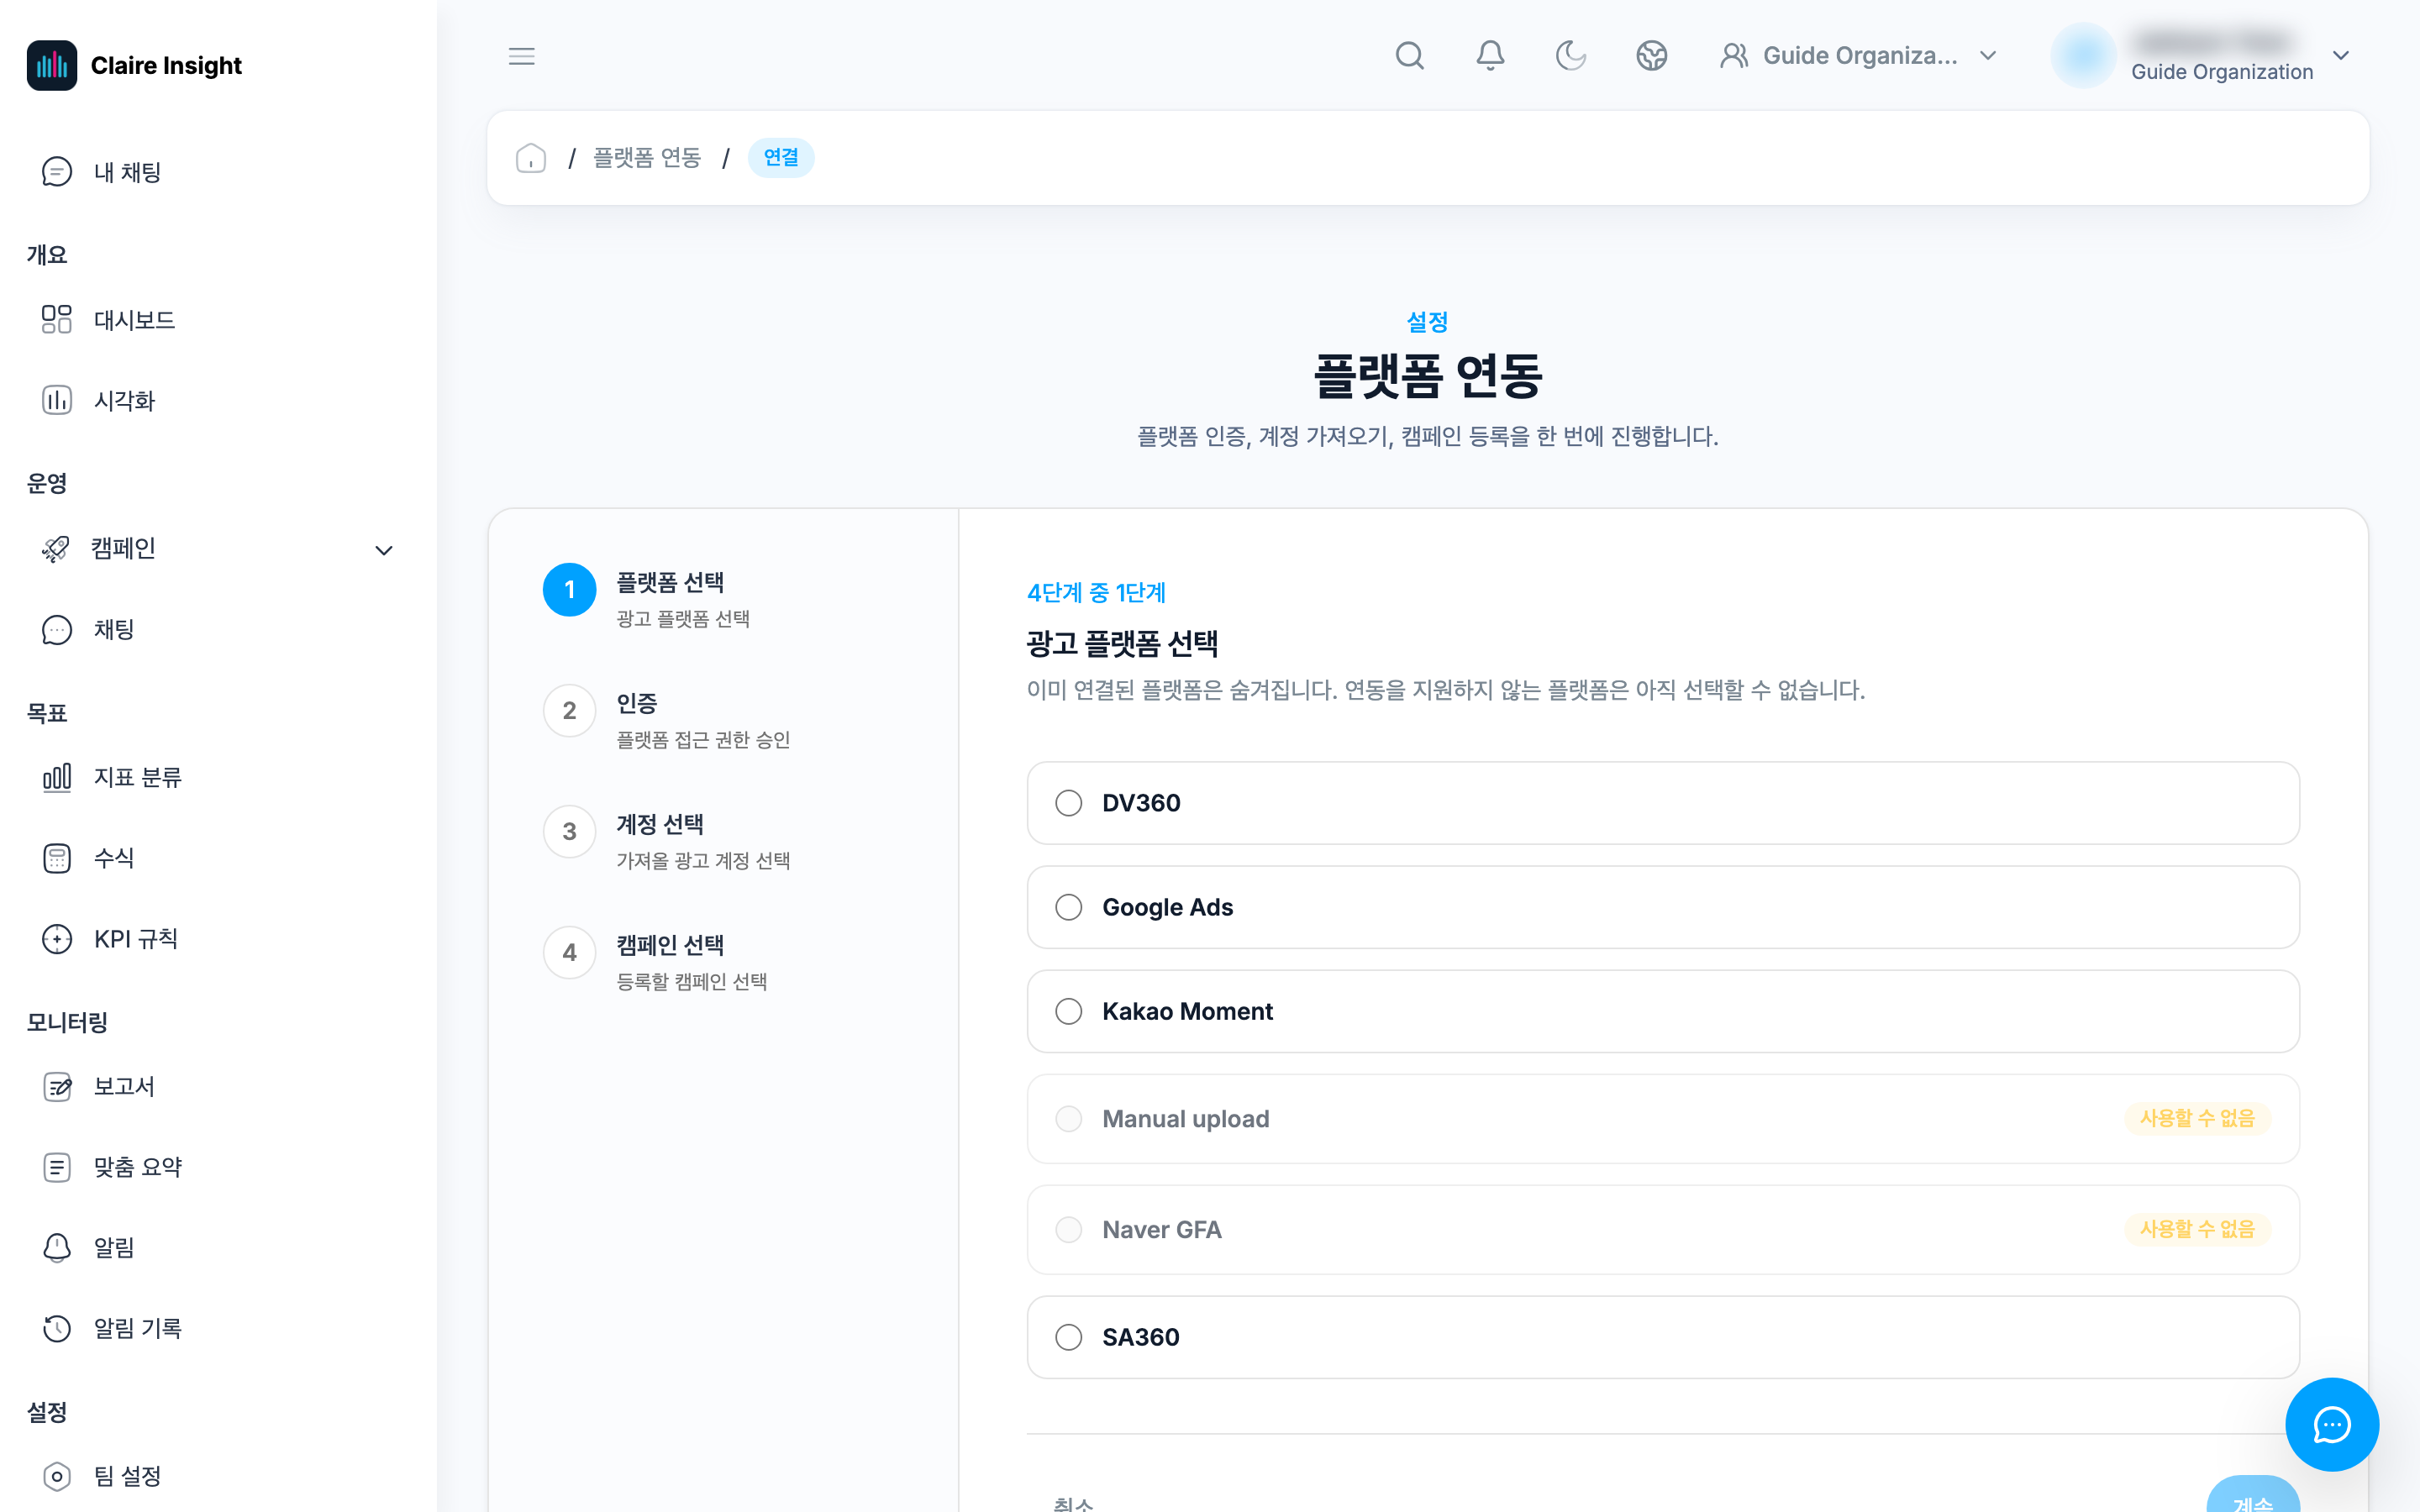 Claire Insight
내 채팅
개요
대시보드
시각화
운영
캠페인
채팅
목표
지표 분류
수식
KPI 규칙
모니터링
보고서
맞춤 요약
알림
알림 기록
설정
팀 설정
Guide Organiza...
Guide Organization
/ 플랫폼 연동 / 연결
설정
플랫폼 연동
플랫폼 인증, 계정 가져오기, 캠페인 등록을 한 번에 진행합니다.
1 플랫폼 선택
광고 플랫폼 선택
2 인증
플랫폼 접근 권한 승인
3 계정 선택
가져올 광고 계정 선택
4 캠페인 선택
등록할 캠페인 선택
4단계 중 1단계
광고 플랫폼 선택
이미 연결된 플랫폼은 숨겨집니다. 연동을 지원하지 않는 플랫폼은 아직 선택할 수 없습니다.
DV360
Google Ads
Kakao Moment
Manual upload 사용할 수 없음
Naver GFA 사용할 수 없음
SA360
취소
계속